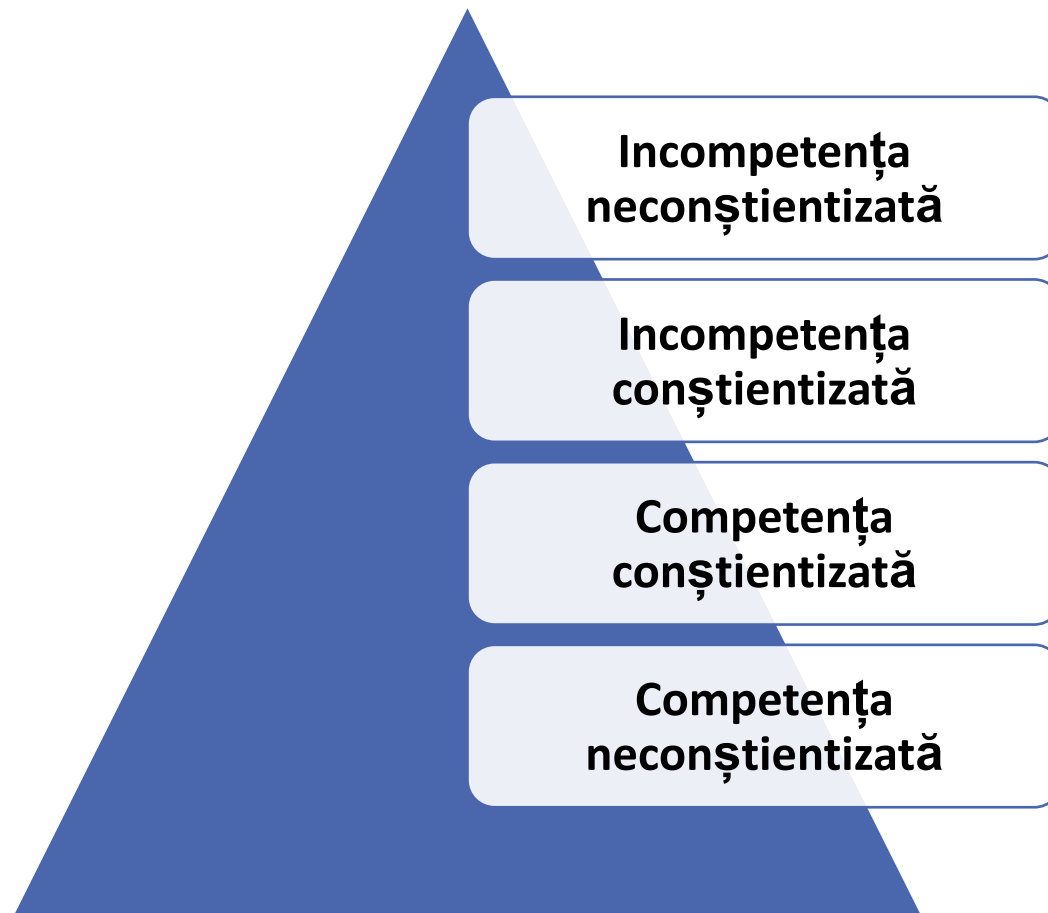 Incompetența
neconștientizată
Incompetența
conștientizată
Competența
conștientizată
Competența
neconștientizată